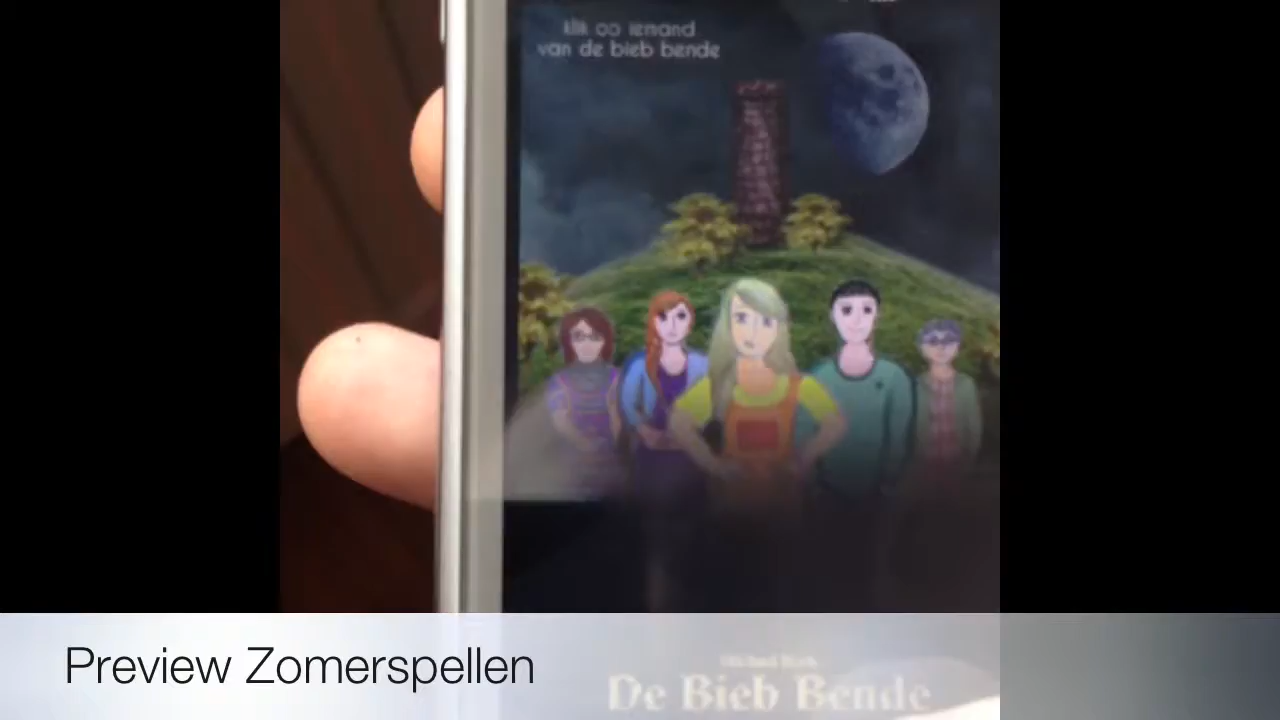 klik op iemand
van de bieb bende
Preview Zomerspellen
De Bieb Bende